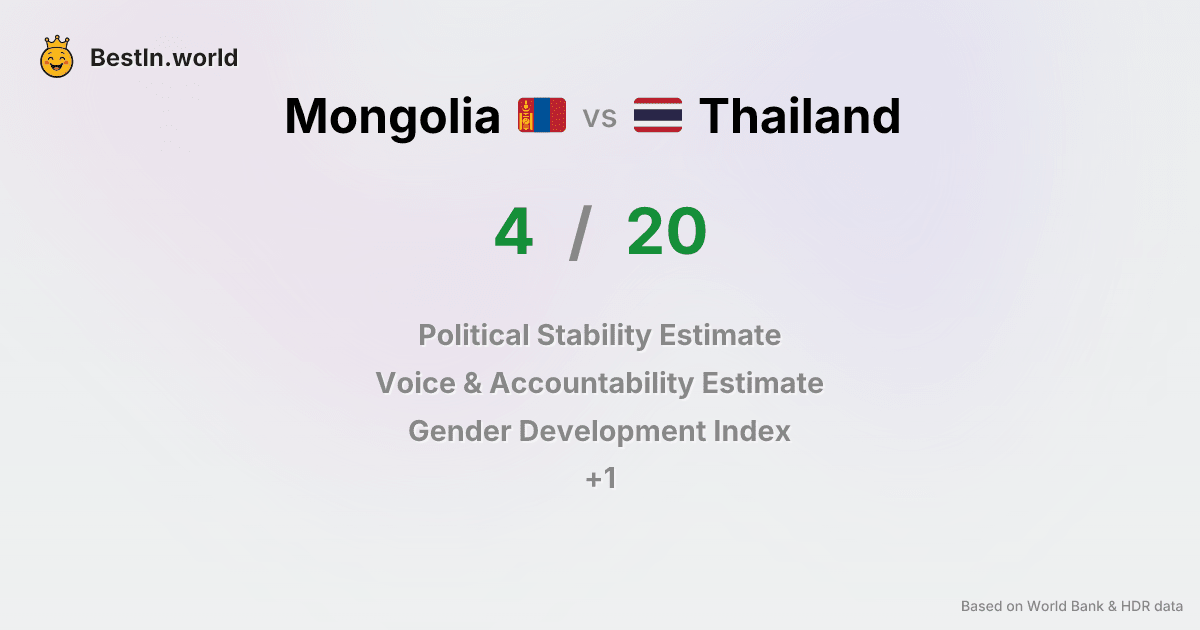 BestIn.world
Mongolia vs Thailand
4 / 20
Political Stability Estimate
Voice & Accountability Estimate
Gender Development Index
+1
Based on World Bank & HDR data